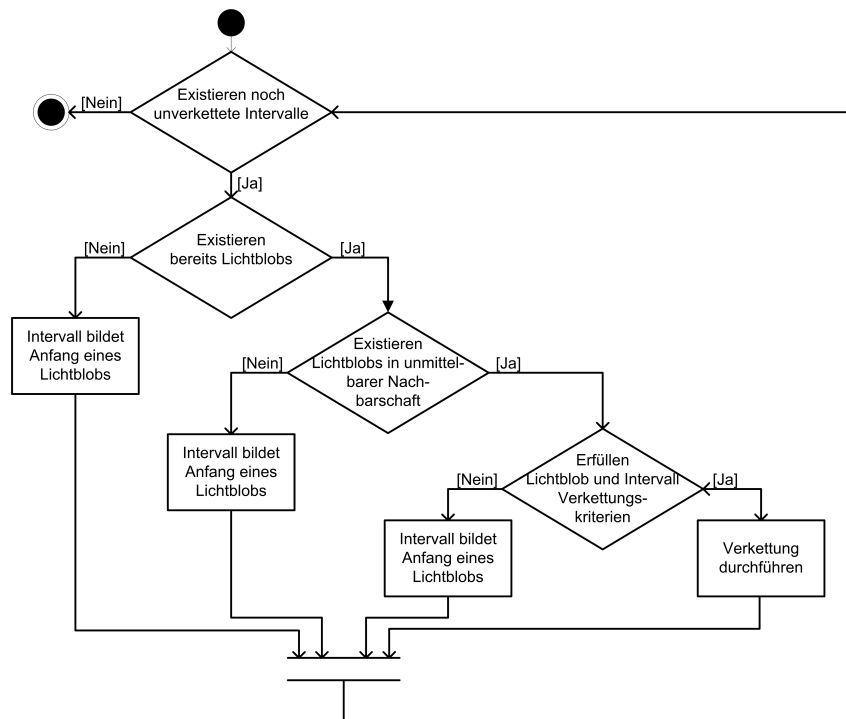 Existieren noch
unverkettete Intervalle
[Nein]
[Ja]
Existieren
bereits Lichtblobs
[Nein]
[Ja]
Intervall bildet
Anfang eines
Lichtblobs
Existieren
Lichtblobs in unmittel-
barer Nach-
barschaft
[Nein]
[Ja]
Intervall bildet
Anfang eines
Lichtblobs
Erfüllen
Lichtblob und Intervall
Verkettungs-
kriterien
[Nein]
[Ja]
Intervall bildet
Anfang eines
Lichtblobs
Verkettung
durchführen